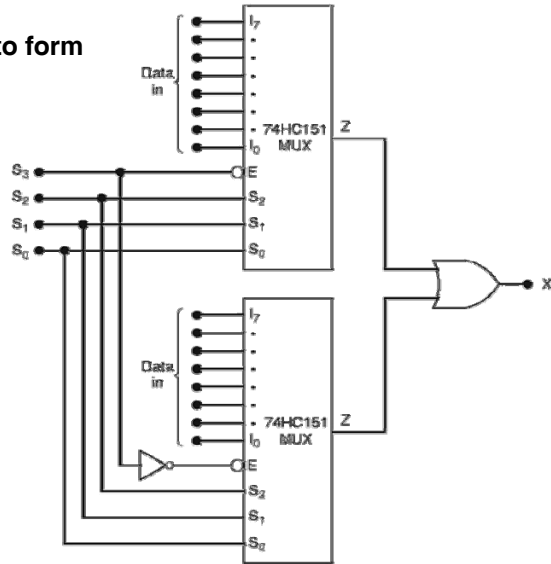 to form
I7
Data
in
74HC151
MUX
Z
I0
S3
E
S2
S2
S1
S1
S0
S0
X
I7
Data
in
74HC151
MUX
Z
I0
E
S2
S1
S0